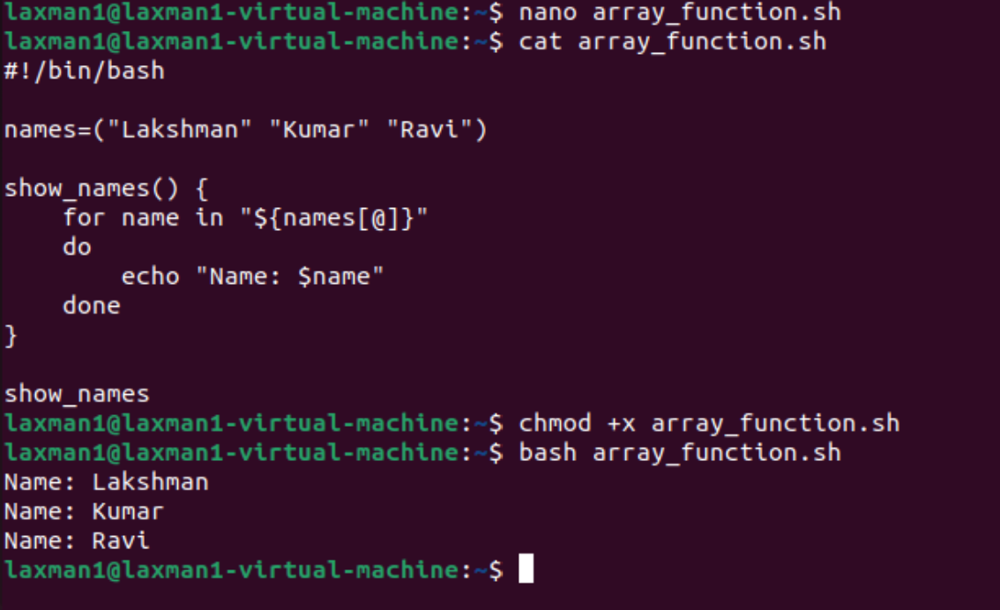 laxman1@laxman1-virtual-machine:~$ nano array_function.sh
laxman1@laxman1-virtual-machine:~$ cat array_function.sh
#!/bin/bash

names=("Lakshman" "Kumar" "Ravi")

show_names() {
    for name in "${names[@]}"
    do
        echo "Name: $name"
    done
}

show_names
laxman1@laxman1-virtual-machine:~$ chmod +x array_function.sh
laxman1@laxman1-virtual-machine:~$ bash array_function.sh
Name: Lakshman
Name: Kumar
Name: Ravi
laxman1@laxman1-virtual-machine:~$